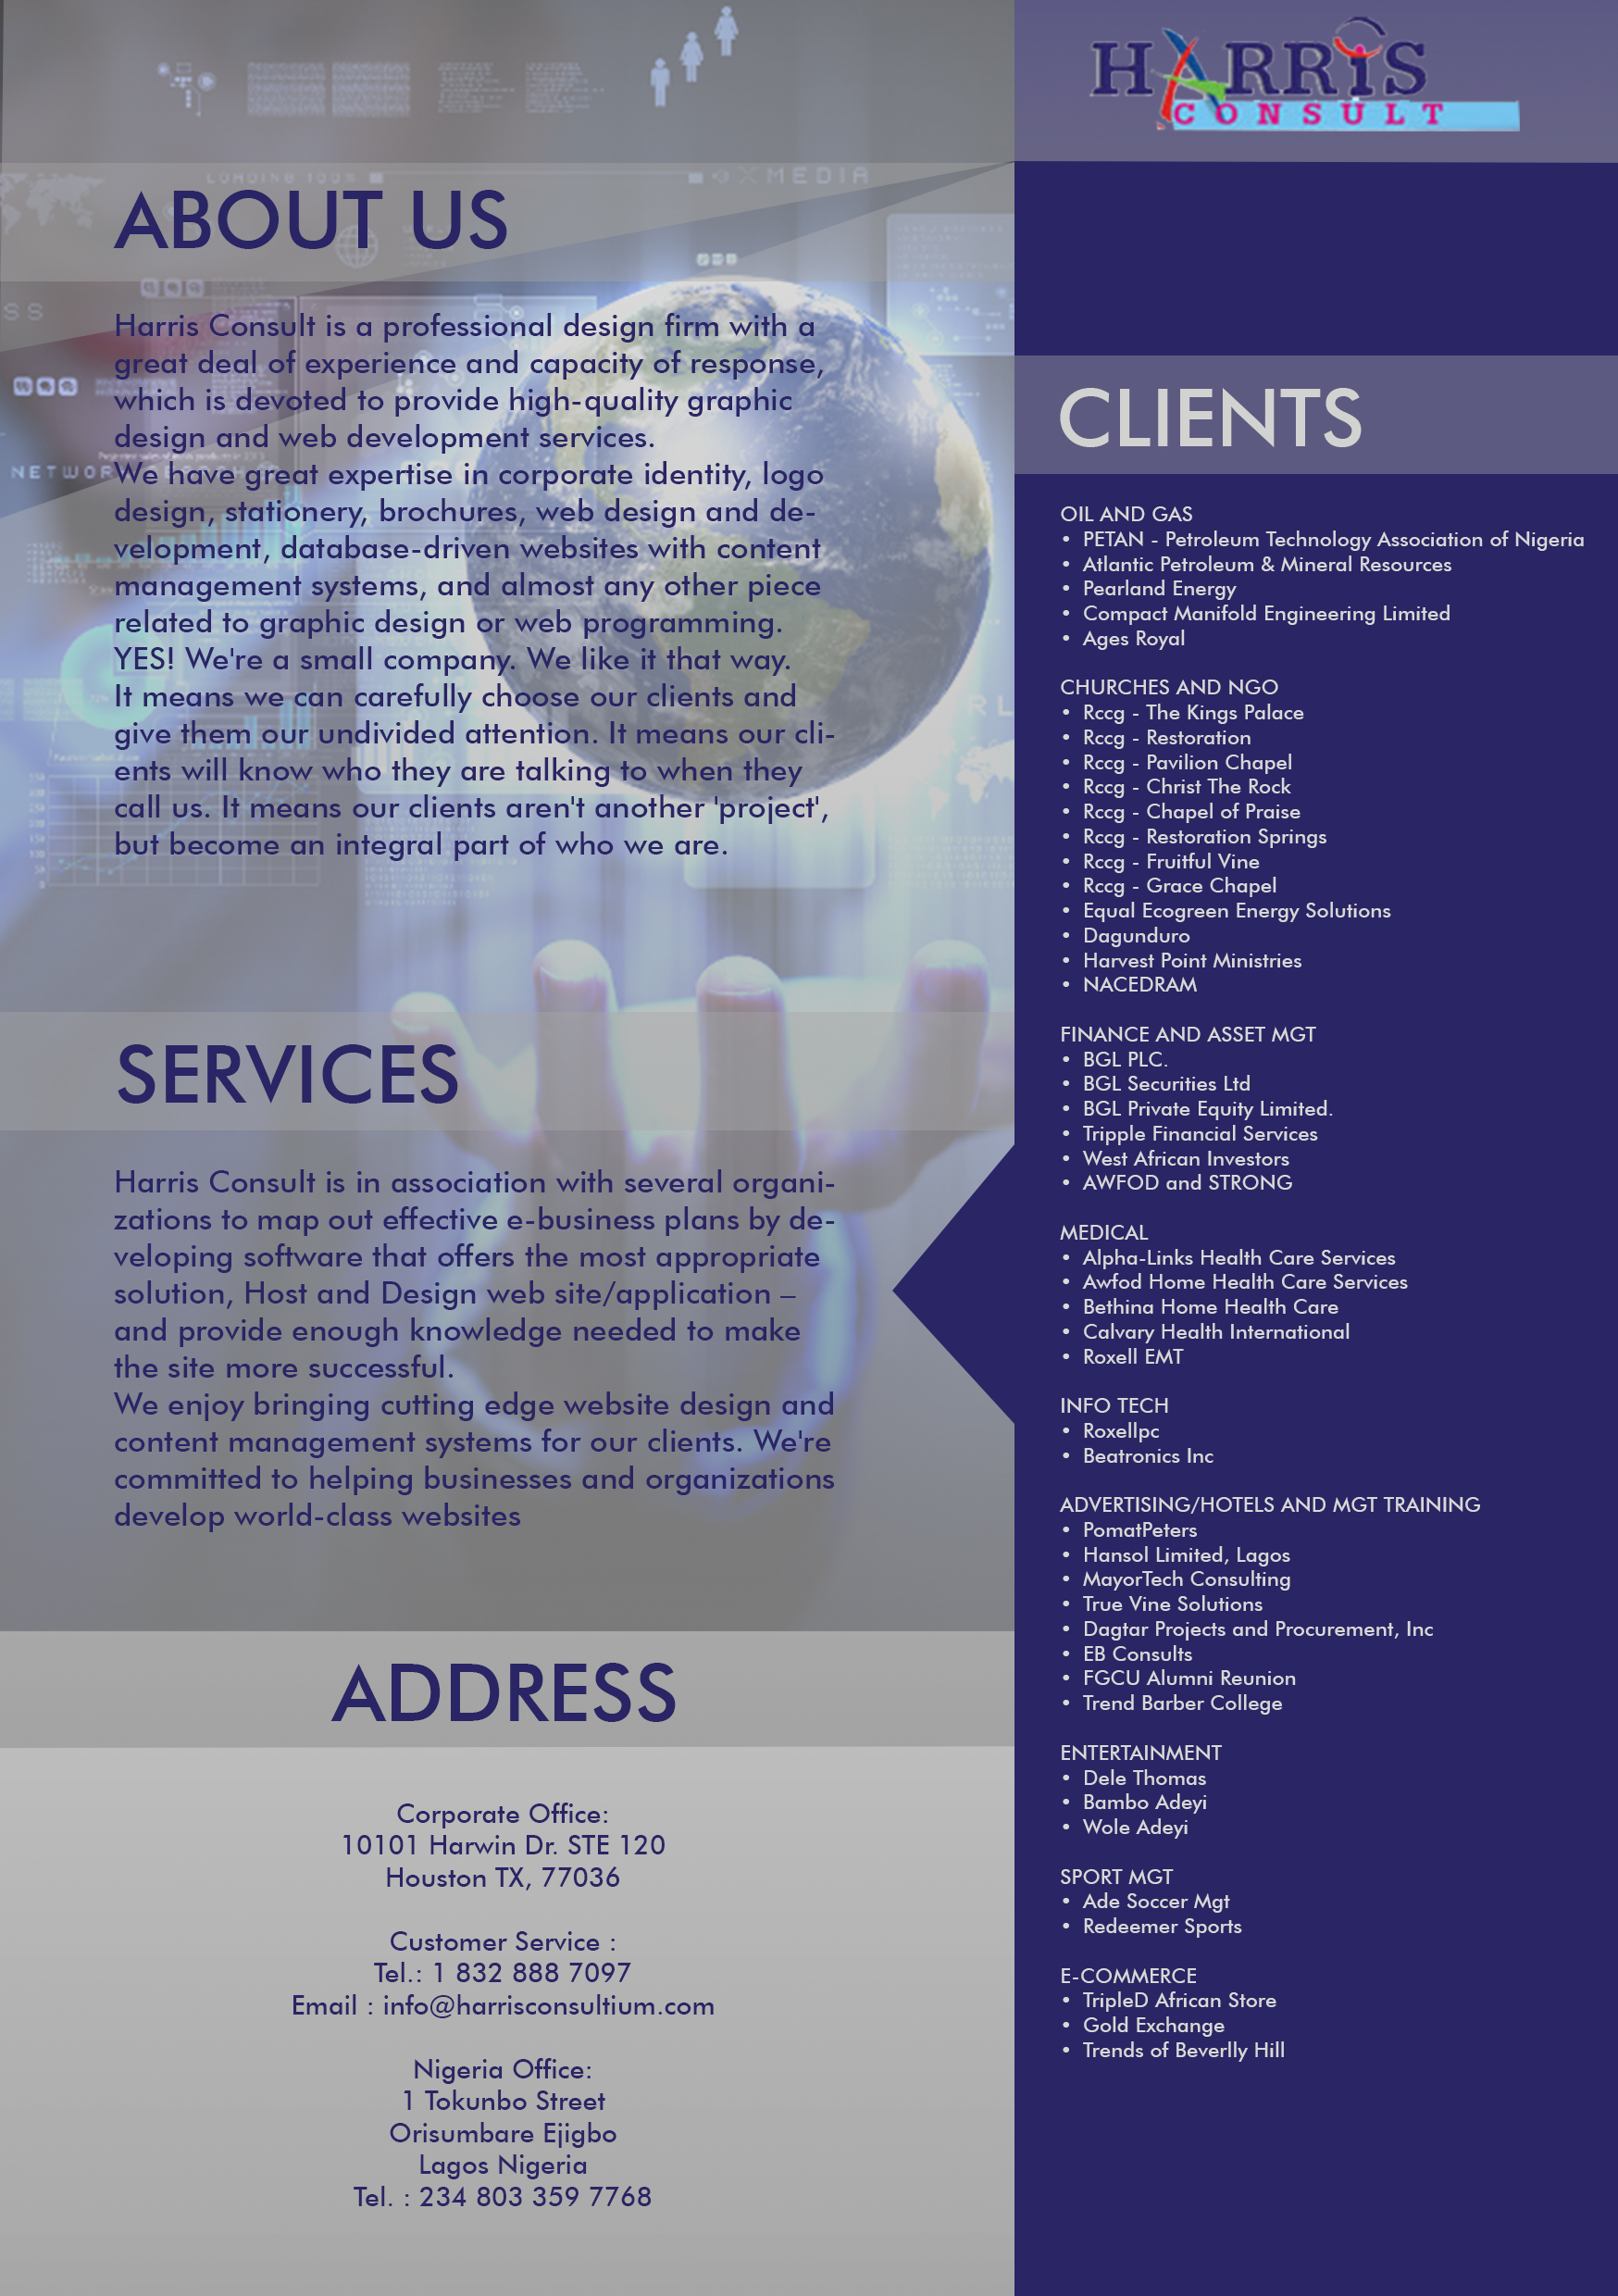 HARRIS
CONSULT
LOADING 100%
MEDIA
ABOUT US
Harris Consult is a professional design firm with a
great deal of experience and capacity of response,
which is devoted to provide high-quality graphic
design and web development services.
We have great expertise in corporate identity, logo
design, stationery, brochures, web design and de-
velopment, database-driven websites with content
management systems, and almost any other piece
related to graphic design or web programming.
YES! We're a small company. We like it that way.
It means we can carefully choose our clients and
give them our undivided attention. It means our cli-
ents will know who they are talking to when they
call us. It means our clients aren't another 'project',
but become an integral part of who we are.
SERVICES
Harris Consult is in association with several organi-
zations to map out effective e-business plans by de-
veloping software that offers the most appropriate
solution, Host and Design web site/application –
and provide enough knowledge needed to make
the site more successful.
We enjoy bringing cutting edge website design and
content management systems for our clients. We're
committed to helping businesses and organizations
develop world-class websites
ADDRESS
Corporate Office:
10101 Harwin Dr. STE 120
Houston TX, 77036
Customer Service :
Tel.: 1 832 888 7097
Email : info@harrisconsultium.com
Nigeria Office:
1 Tokunbo Street
Orisumbare Ejigbo
Lagos Nigeria
Tel. : 234 803 359 7768
CLIENTS
OIL AND GAS
• PETAN - Petroleum Technology Association of Nigeria
• Atlantic Petroleum & Mineral Resources
• Pearland Energy
• Compact Manifold Engineering Limited
• Ages Royal
CHURCHES AND NGO
• Rccg - The Kings Palace
• Rccg - Restoration
• Rccg - Pavilion Chapel
• Rccg - Christ The Rock
• Rccg - Chapel of Praise
• Rccg - Restoration Springs
• Rccg - Fruitful Vine
• Rccg - Grace Chapel
• Equal Ecogreen Energy Solutions
• Dagunduro
• Harvest Point Ministries
• NACEDRAM
FINANCE AND ASSET MGT
• BGL PLC.
• BGL Securities Ltd
• BGL Private Equity Limited.
• Tripple Financial Services
• West African Investors
• AWFOD and STRONG
MEDICAL
• Alpha-Links Health Care Services
• Awfod Home Health Care Services
• Bethina Home Health Care
• Calvary Health International
• Roxell EMT
INFO TECH
• Roxellpc
• Beatronics Inc
ADVERTISING/HOTELS AND MGT TRAINING
• PomatPeters
• Hansol Limited, Lagos
• MayorTech Consulting
• True Vine Solutions
• Dagtar Projects and Procurement, Inc
• EB Consults
• FGCU Alumni Reunion
• Trend Barber College
ENTERTAINMENT
• Dele Thomas
• Bambo Adeyi
• Wole Adeyi
SPORT MGT
• Ade Soccer Mgt
• Redeemer Sports
E-COMMERCE
• TripleD African Store
• Gold Exchange
• Trends of Beverlly Hill